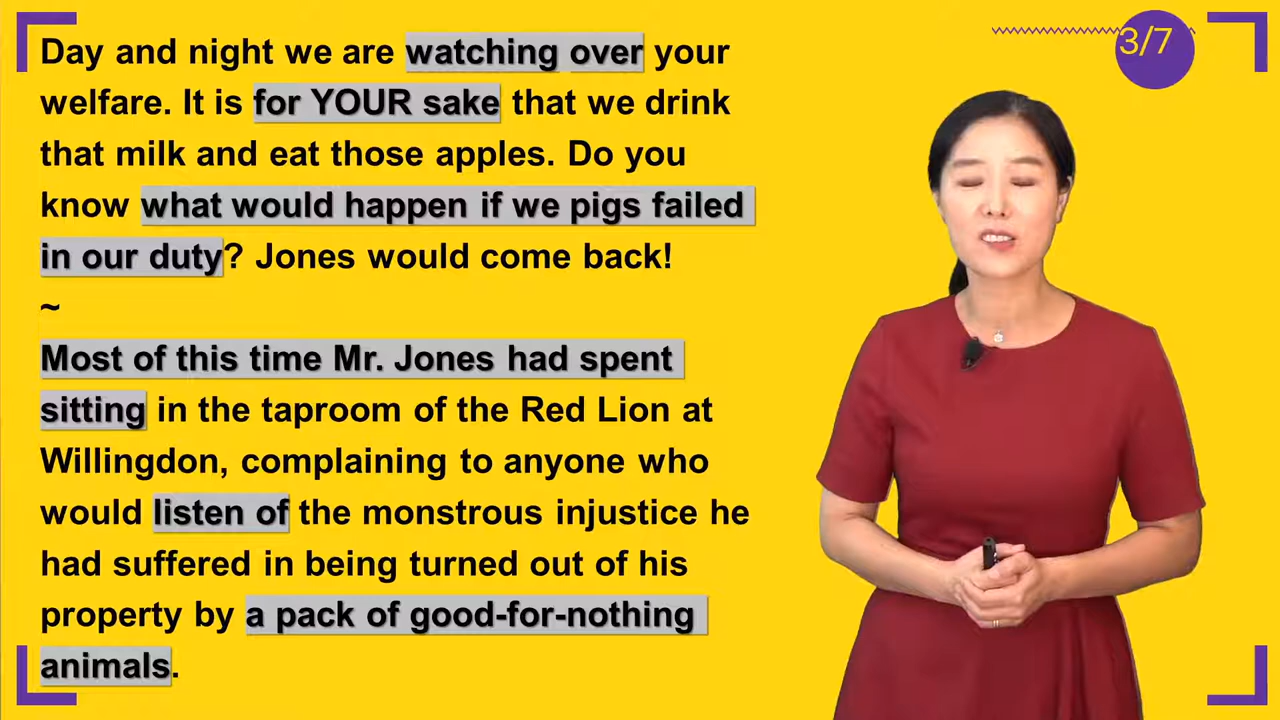 Day and night we are watching over your
welfare. It is for YOUR sake that we drink
that milk and eat those apples. Do you
know what would happen if we pigs failed
in our duty? Jones would come back!
~
Most of this time Mr. Jones had spent
sitting in the taproom of the Red Lion at
Willingdon, complaining to anyone who
would listen of the monstrous injustice he
had suffered in being turned out of his
property by a pack of good-for-nothing
animals.
3/7